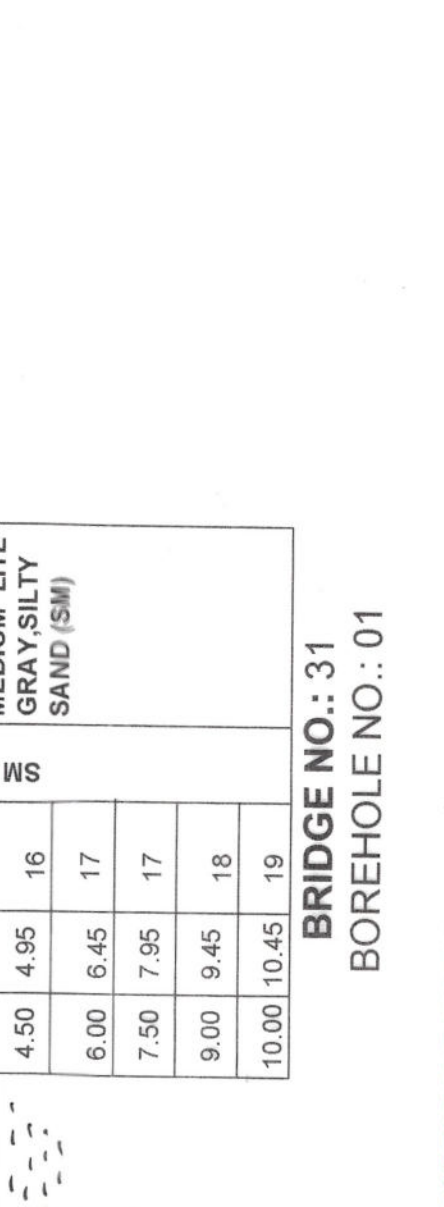 4.50 4.95 16 SM
GRAY,SILTY
SAND (SM)
6.00 6.45 17
7.50 7.95 17
9.00 9.45 18
10.00 10.45 19
BRIDGE NO.: 31
BOREHOLE NO.: 01